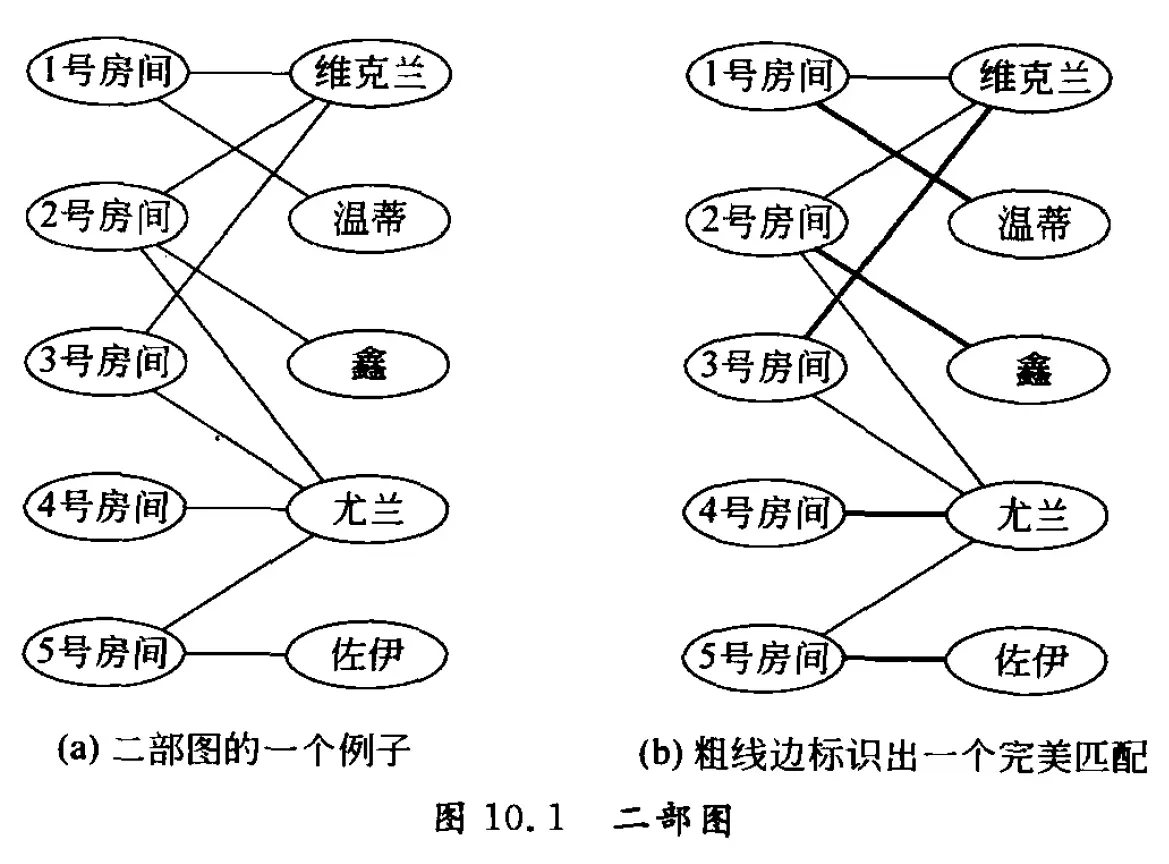 1号房间 维克兰
2号房间 温蒂
3号房间 鑫
4号房间 尤兰
5号房间 佐伊
(a) 二部图的一个例子
1号房间 维克兰
2号房间 温蒂
3号房间 鑫
4号房间 尤兰
5号房间 佐伊
(b) 粗线边标识出一个完美匹配
图 10.1 二部图